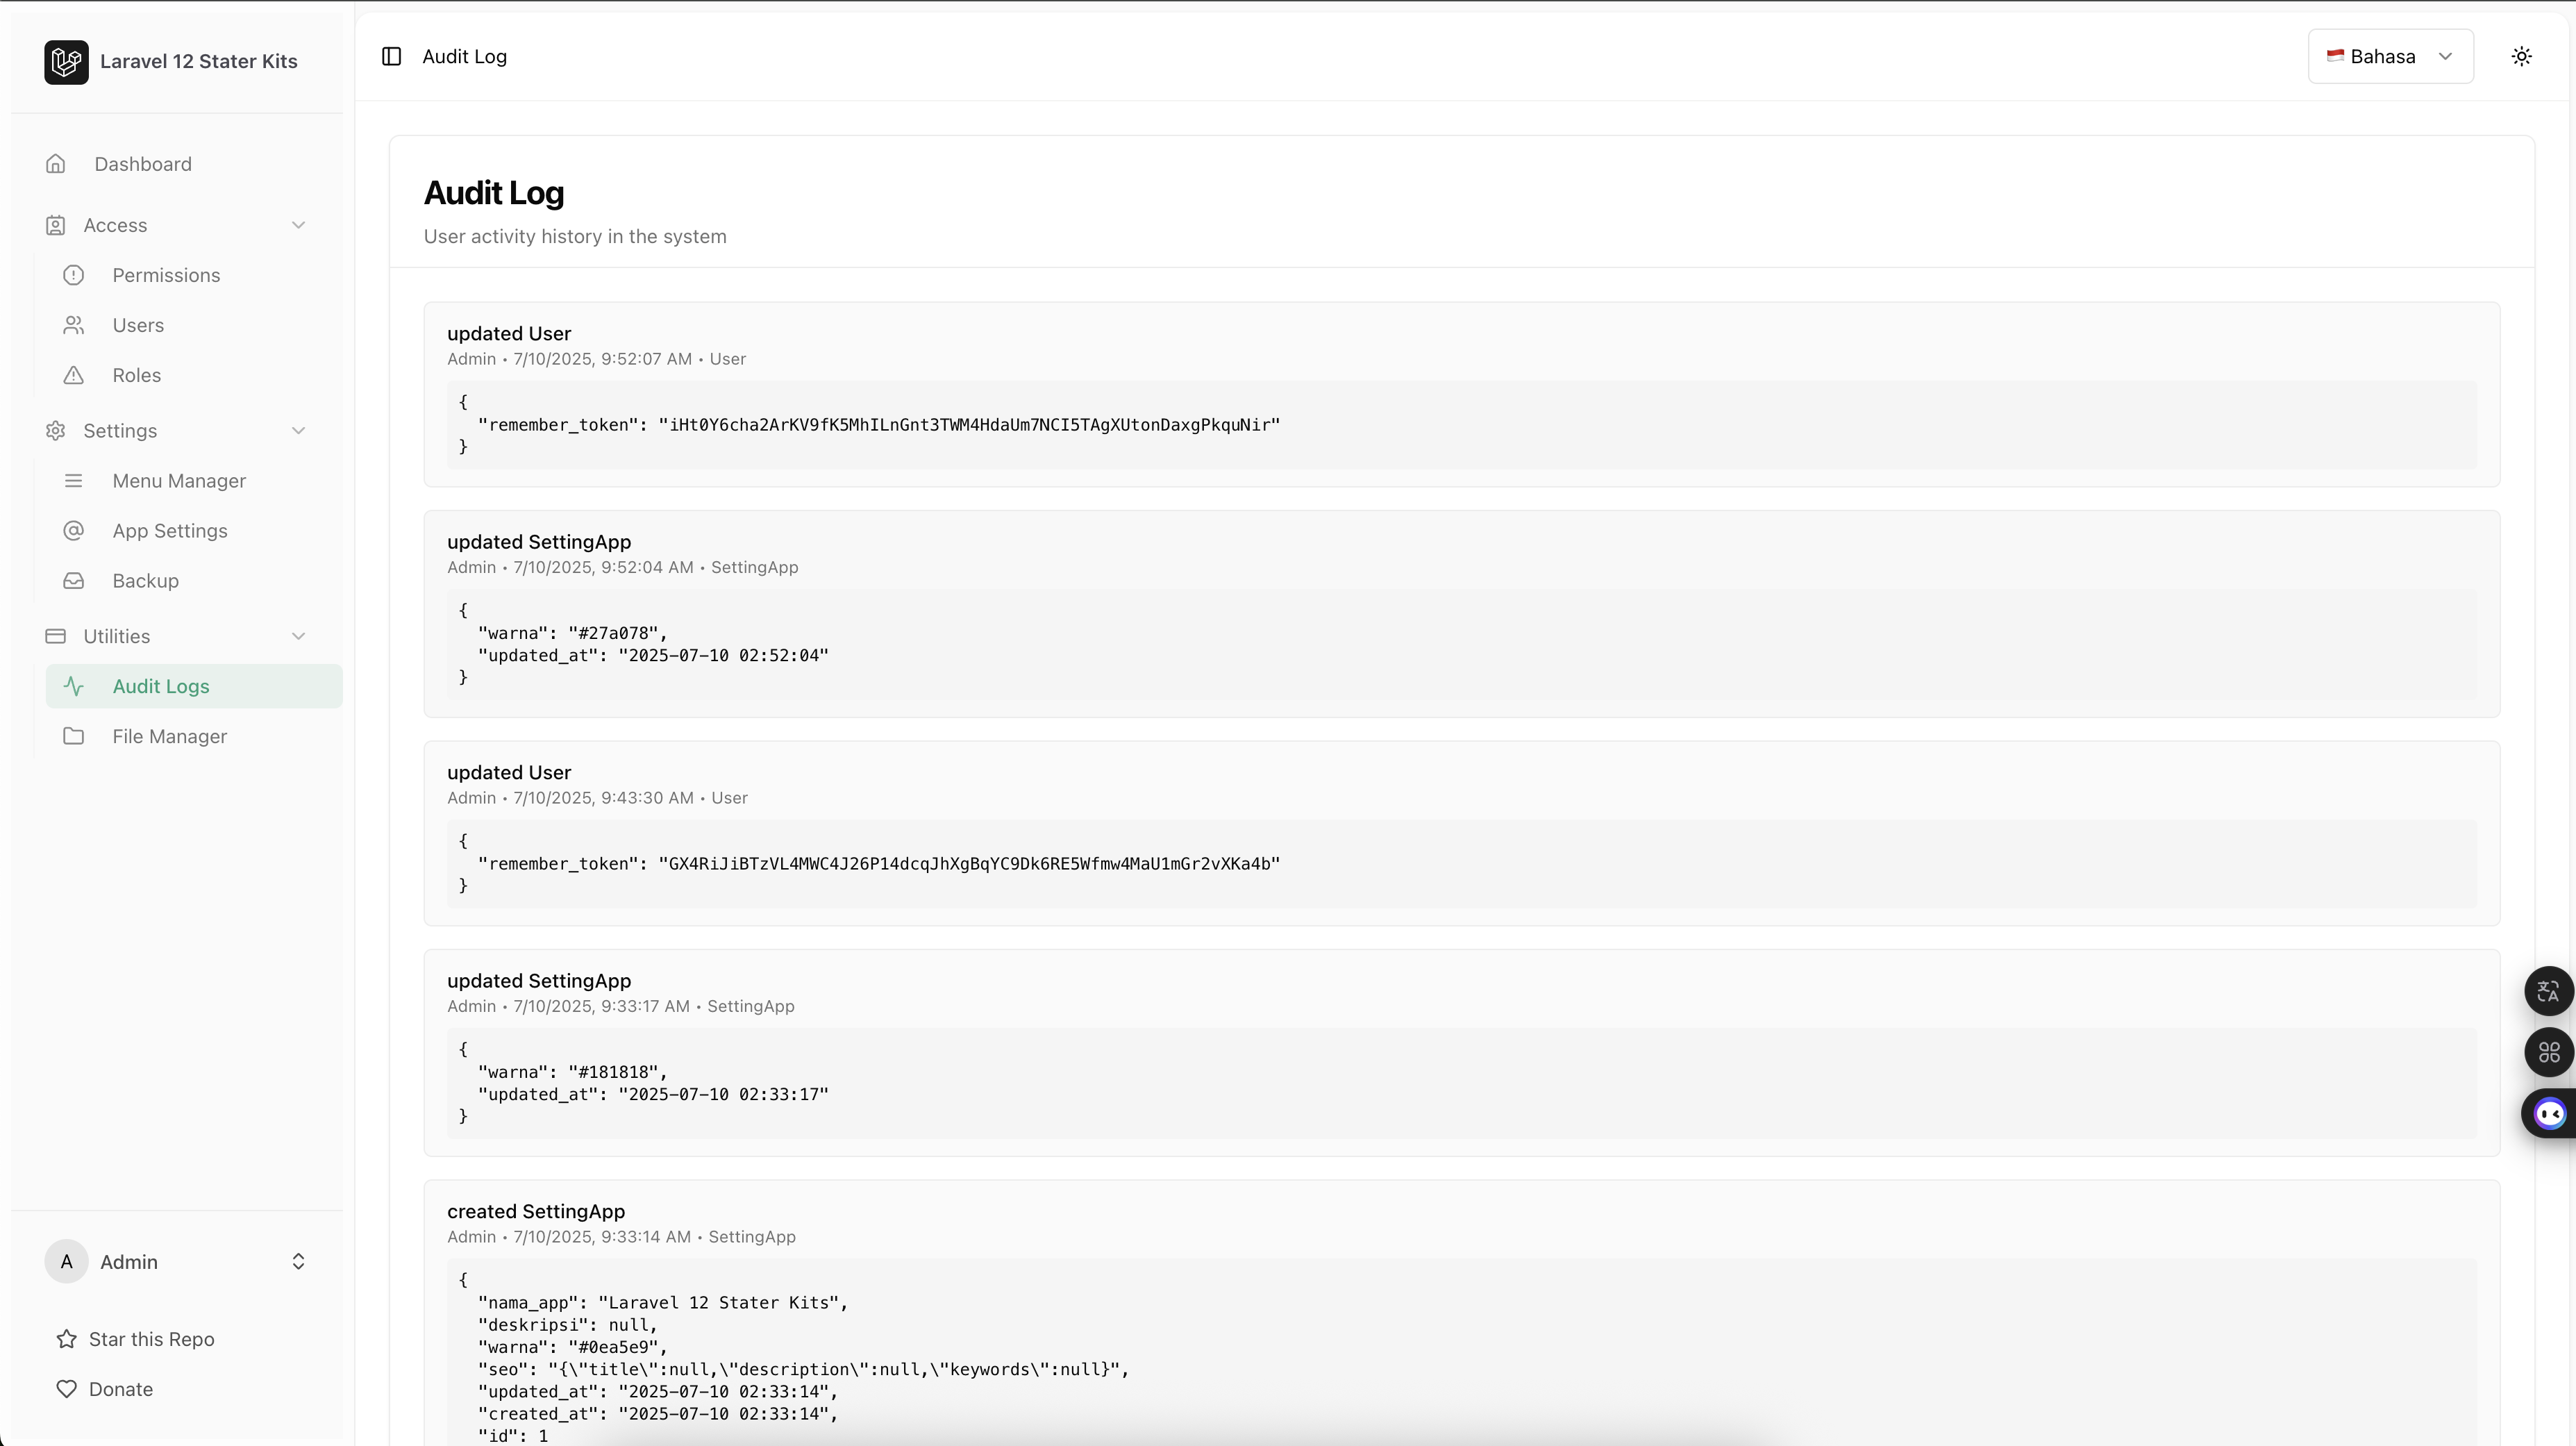 Laravel 12 Stater Kits
Dashboard
Access
Permissions
Users
Roles
Settings
Menu Manager
App Settings
Backup
Utilities
Audit Logs
File Manager
A Admin
Star this Repo
Donate
Audit Log
🇮🇩 Bahasa
Audit Log
User activity history in the system
updated User
Admin • 7/10/2025, 9:52:07 AM • User
{
"remember_token": "iHt0Y6cha2ArKV9fK5MhILnGnt3TWM4HdaUm7NCI5TAgXUtonDaxgPkquNir"
}
updated SettingApp
Admin • 7/10/2025, 9:52:04 AM • SettingApp
{
"warna": "#27a078",
"updated_at": "2025-07-10 02:52:04"
}
updated User
Admin • 7/10/2025, 9:43:30 AM • User
{
"remember_token": "GX4RiJiBTzVL4MWC4J26P14dcqJhXgBqYC9Dk6RE5Wfmw4MaU1mGr2vXKa4b"
}
updated SettingApp
Admin • 7/10/2025, 9:33:17 AM • SettingApp
{
"warna": "#181818",
"updated_at": "2025-07-10 02:33:17"
}
created SettingApp
Admin • 7/10/2025, 9:33:14 AM • SettingApp
{
"nama_app": "Laravel 12 Stater Kits",
"deskripsi": null,
"warna": "#0ea5e9",
"seo": "{\"title\":null,\"description\":null,\"keywords\":null}",
"updated_at": "2025-07-10 02:33:14",
"created_at": "2025-07-10 02:33:14",
"id": 1